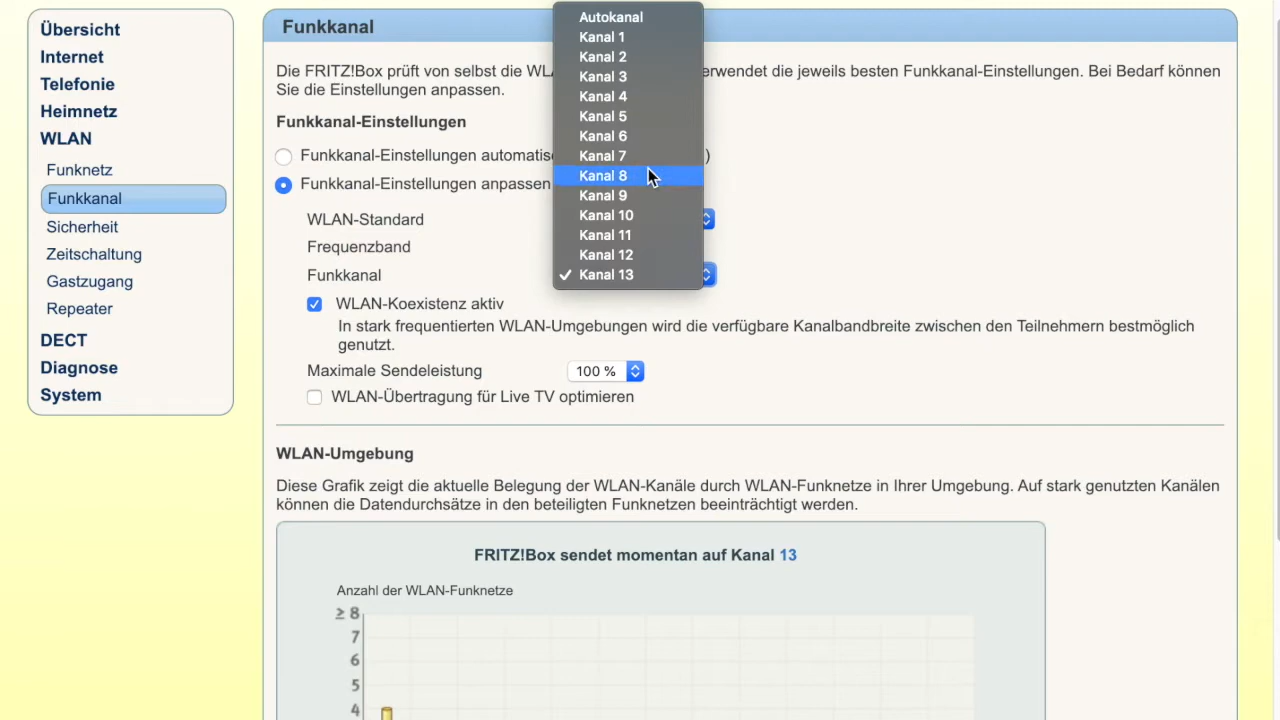 Übersicht
Internet
Telefonie
Heimnetz
WLAN
Funknetz
Funkkanal
Sicherheit
Zeitschaltung
Gastzugang
Repeater
DECT
Diagnose
System
Funkkanal
Die FRITZ!Box prüft von selbst die erwendet die jeweils besten Funkkanal-Einstellungen. Bei Bedarf können
Sie die Einstellungen anpassen.
Funkkanal-Einstellungen
Funkkanal-Einstellungen )
Funkkanal-Einstellungen anpassen
WLAN-Standard
Frequenzband
Funkkanal
Autokanal
Kanal 1
Kanal 2
Kanal 3
Kanal 4
Kanal 5
Kanal 6
Kanal 7
Kanal 8
Kanal 9
Kanal 10
Kanal 11
Kanal 12
✓ Kanal 13
WLAN-Koexistenz aktiv
In stark frequentierten WLAN-Umgebungen wird die verfügbare Kanalbandbreite zwischen den Teilnehmern bestmöglich
genutzt.
Maximale Sendeleistung 100 %
WLAN-Übertragung für Live TV optimieren
WLAN-Umgebung
Diese Grafik zeigt die aktuelle Belegung der WLAN-Kanäle durch WLAN-Funknetze in Ihrer Umgebung. Auf stark genutzten Kanälen
können die Datendurchsätze in den beteiligten Funknetzen beeinträchtigt werden.
FRITZ!Box sendet momentan auf Kanal 13
Anzahl der WLAN-Funknetze
≥ 8
7
6
5
4